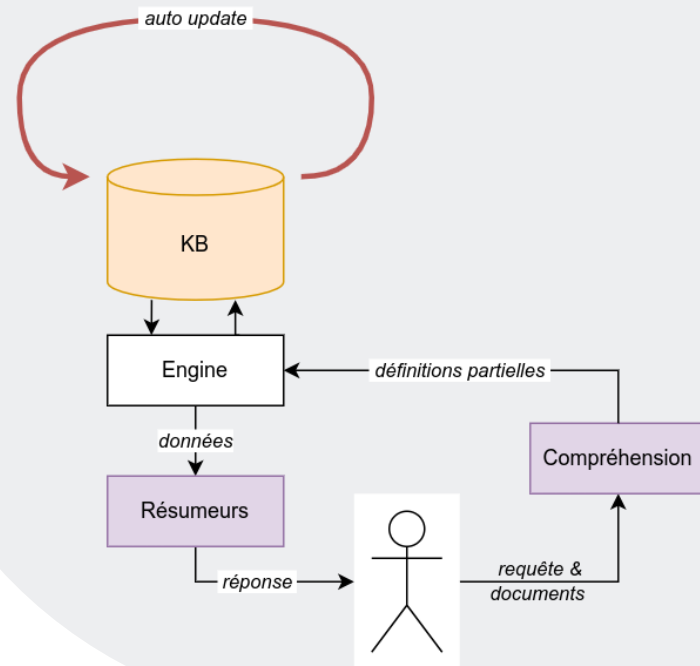 auto update
KB
Engine
définitions partielles
données
Compréhension
Résumeurs
réponse
requête &
documents